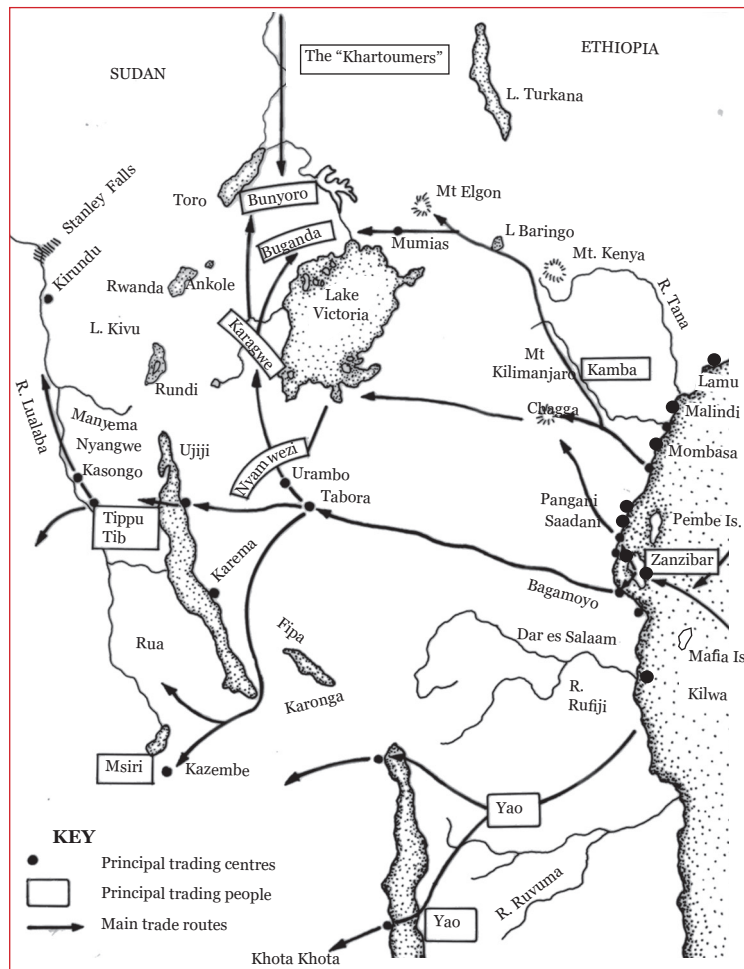 The “Khartoumers”
ETHIOPIA
SUDAN
L. Turkana
Stanley Falls
Toro
Bunyoro
Mt Elgon
L Baringo
Buganda
Mumias
Mt. Kenya
Kirundu
Rwanda
Ankole
Lake
Victoria
R. Tana
L. Kivu
Karagwe
Mt
Kilimanjaro
Kamba
Lamu
Rundi
Malindi
R. Lualaba
Manyema
Nyangwe
Ujiji
Chagga
Kasongo
Nyamwezi
Urambo
Mombasa
Tabora
Tippu
Tib
Pangani
Saadani
Pembe Is.
Karema
Zanzibar
Bagamoyo
Fipa
Dar es Salaam
Rua
Mafia Is
Karonga
R.
Rufiji
Kilwa
Msiri
Kazembe
Yao
KEY
Principal trading centres
Principal trading people
Main trade routes
R. Ruvuma
Yao
Khota Khota